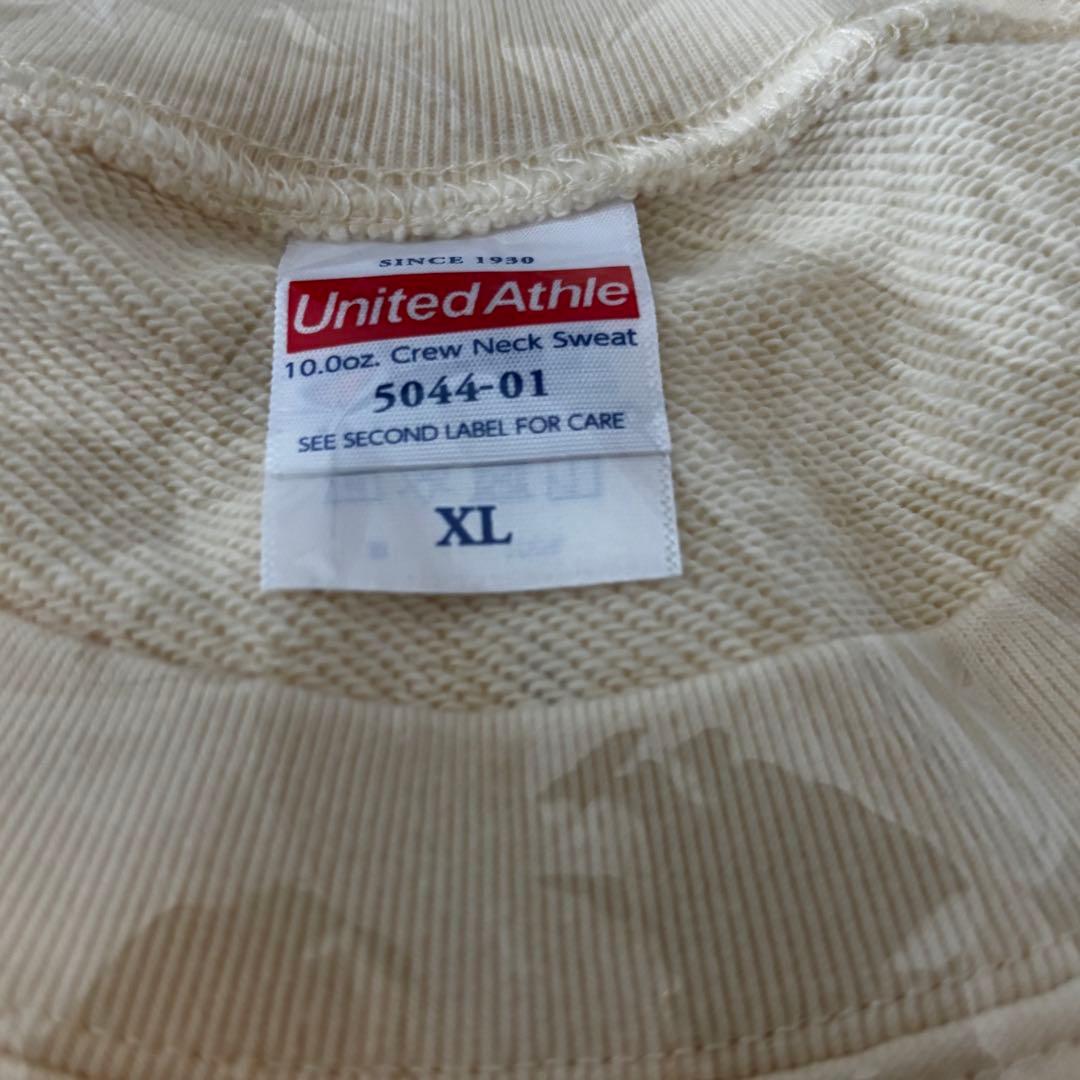 SINCE 1930
United Athle
10.0oz. Crew Neck Sweat
5044-01
SEE SECOND LABEL FOR CARE
XL